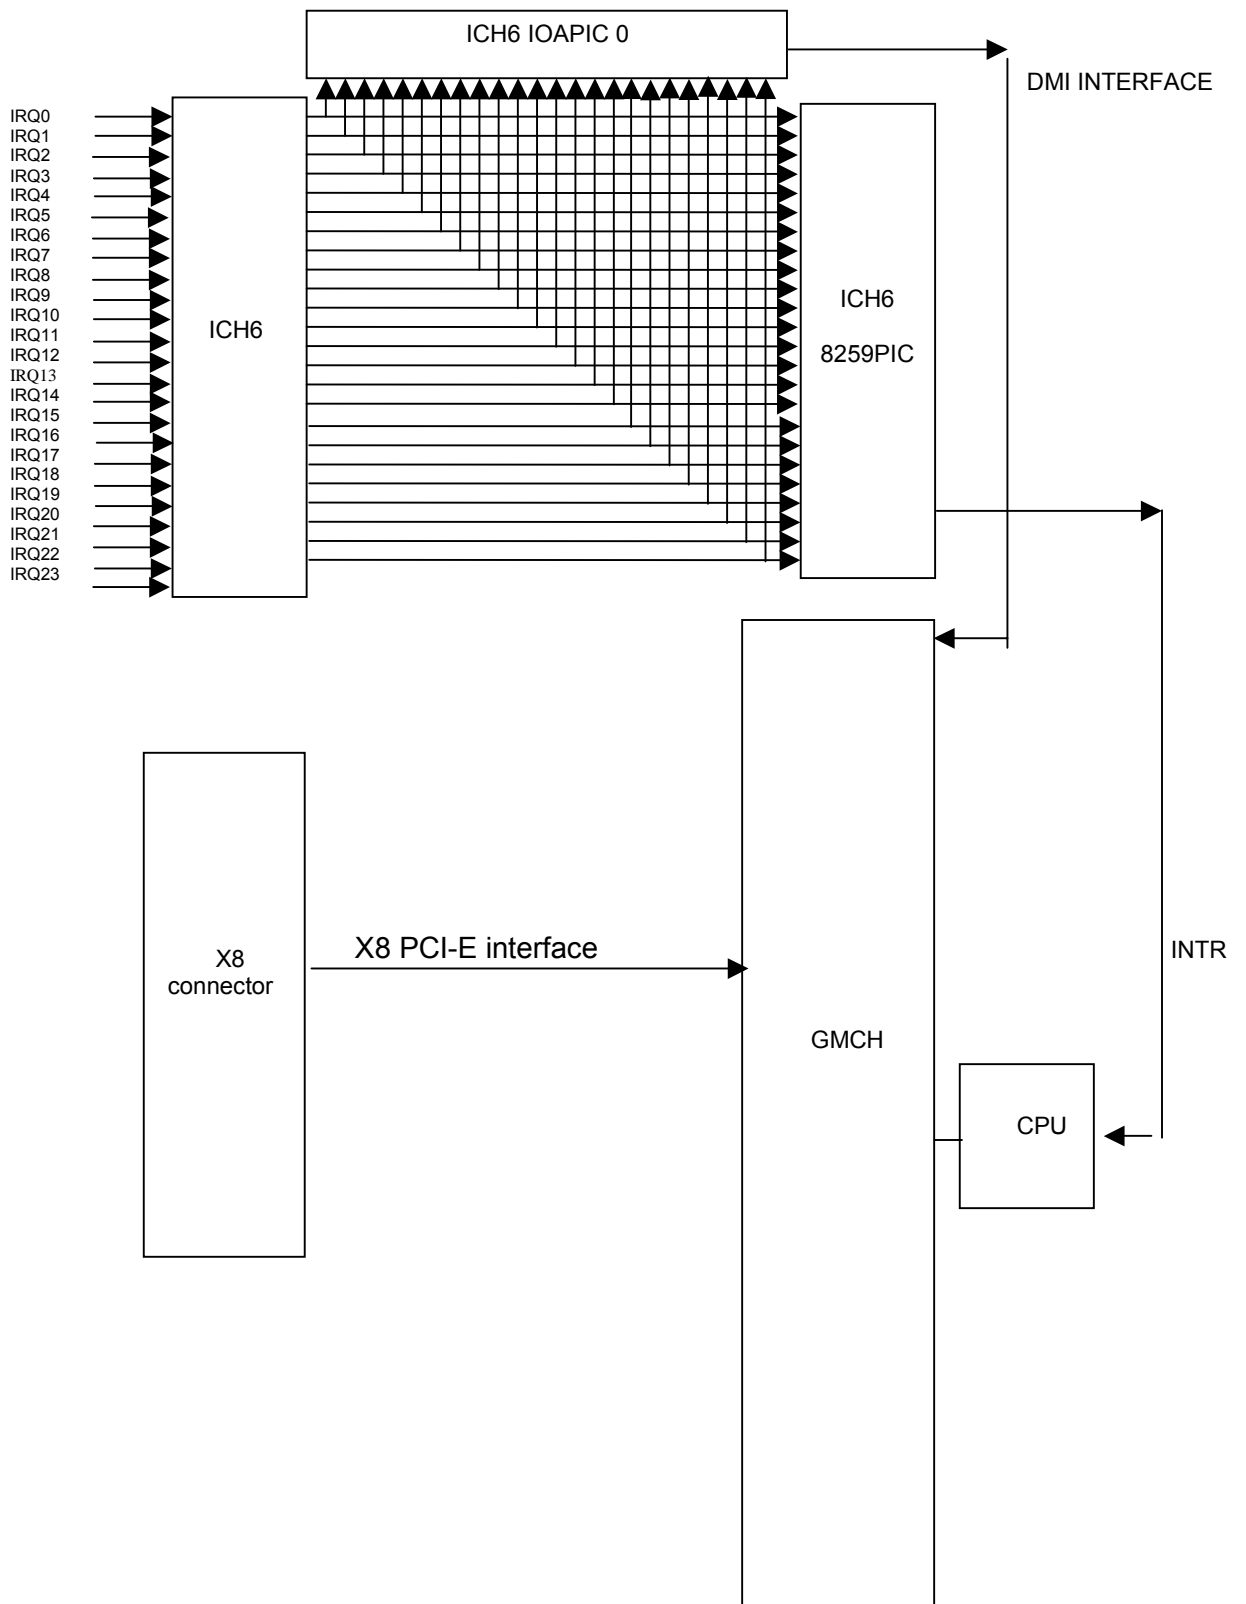 ICH6 IOAPIC 0
DMI INTERFACE
IRQ0
IRQ1
IRQ2
IRQ3
IRQ4
IRQ5
IRQ6
IRQ7
IRQ8
IRQ9
IRQ10
IRQ11
IRQ12
IRQ13
IRQ14
IRQ15
IRQ16
IRQ17
IRQ18
IRQ19
IRQ20
IRQ21
IRQ22
IRQ23
ICH6
ICH6
8259PIC
X8
connector
X8 PCI-E interface
GMCH
INTR
CPU